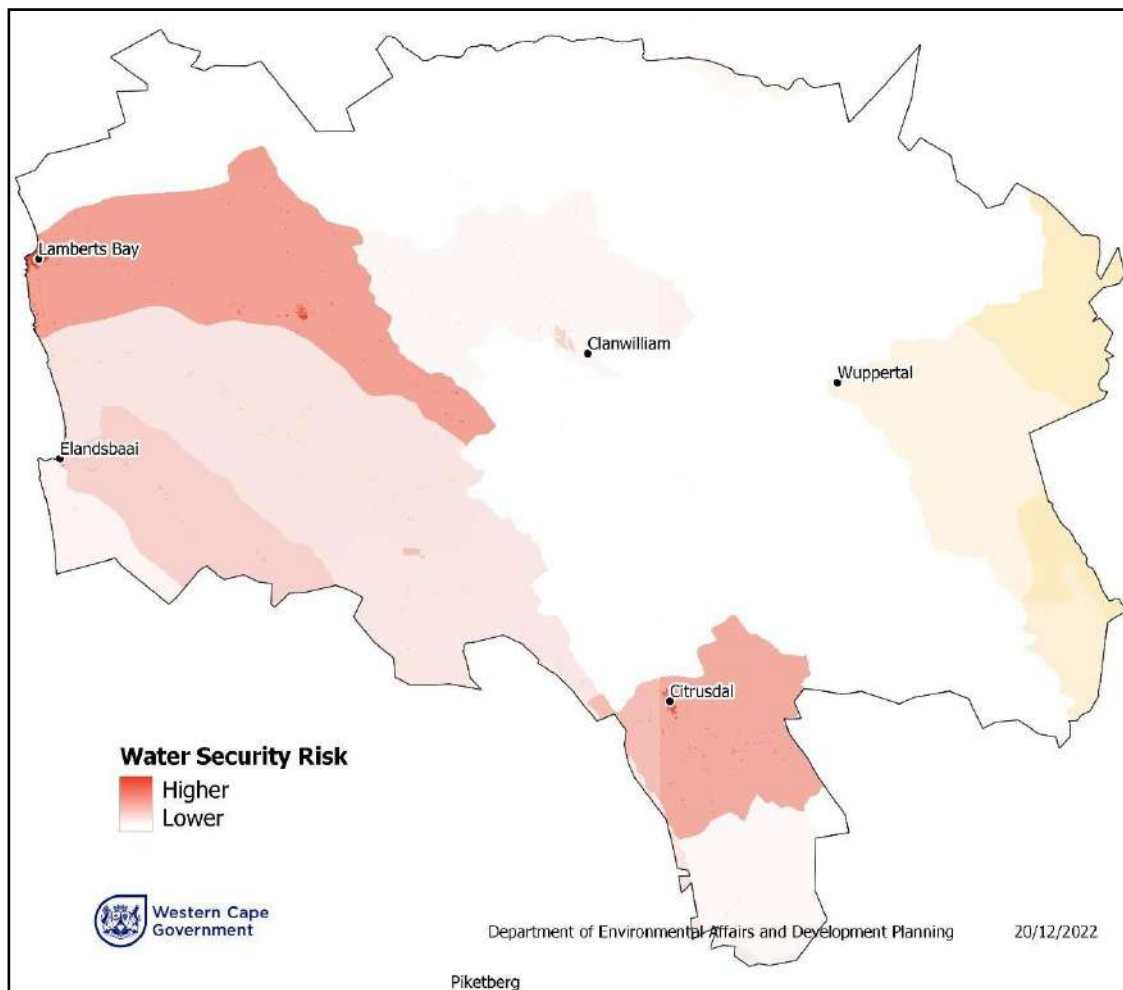 Lamberts Bay
Clanwilliam
Wuppertal
Elandsbaai
Citrusdal
Water Security Risk
Higher
Lower
Western Cape
Government
Department of Environmental Affairs and Development Planning
20/12/2022
Piketberg